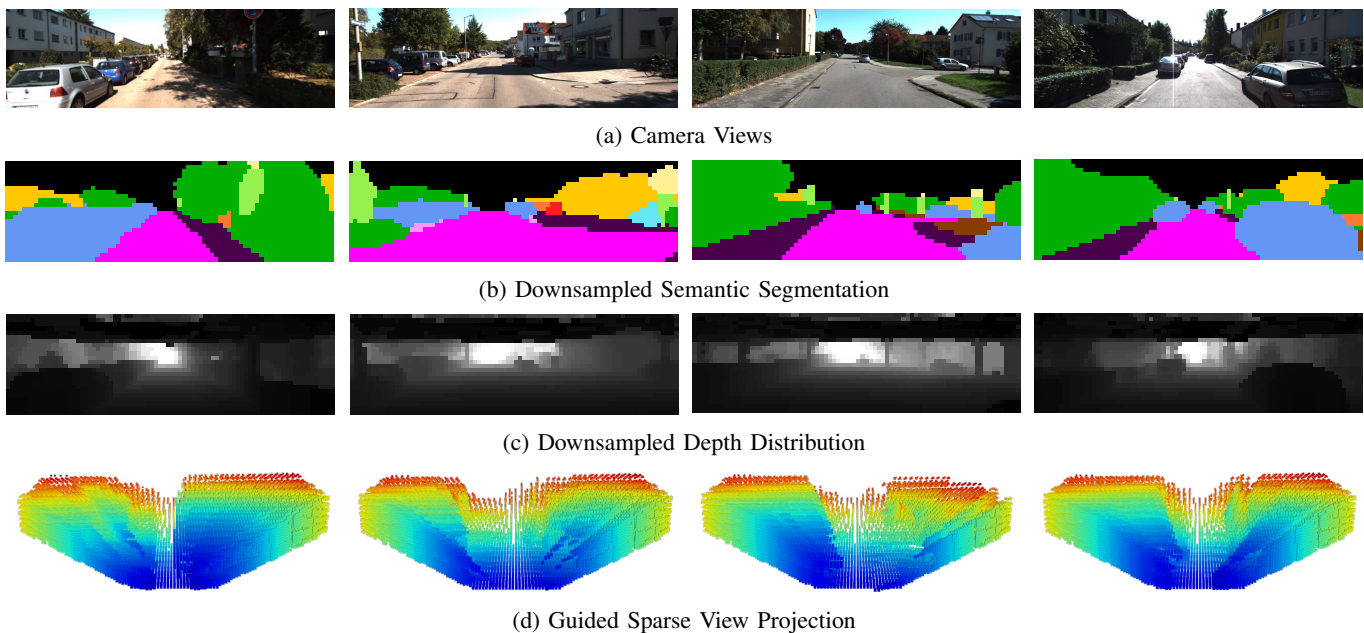 (a) Camera Views
(b) Downsampled Semantic Segmentation
(c) Downsampled Depth Distribution
(d) Guided Sparse View Projection